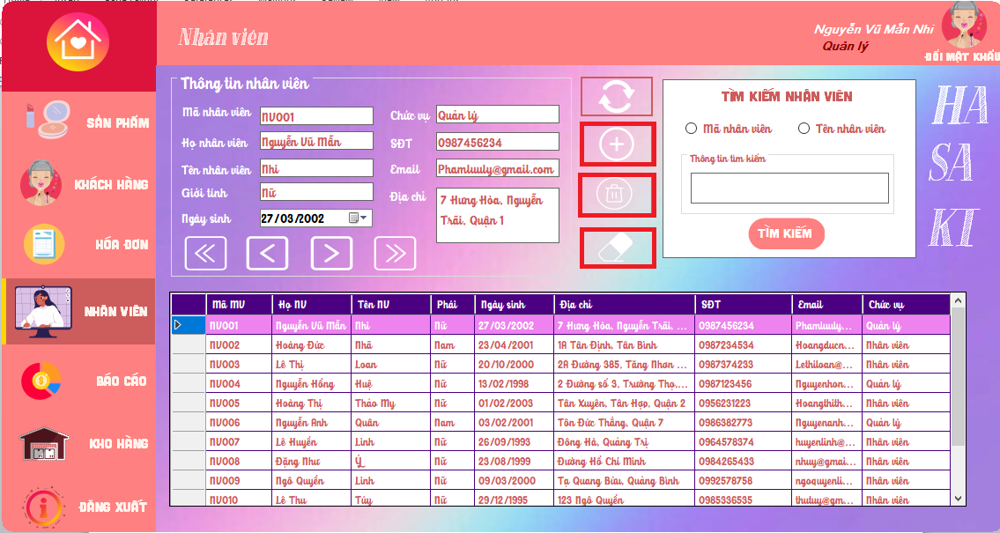 Nhân viên
Nguyễn Vũ Mẫn Nhi
Quản lý
ĐỔI MẬT KHẨU
SẢN PHẨM
KHÁCH HÀNG
HÓA ĐƠN
NHÂN VIÊN
BÁO CÁO
KHO HÀNG
ĐĂNG XUẤT
Thông tin nhân viên
Mã nhân viên NV001 Chức vụ Quản lý
Họ nhân viên Nguyễn Vũ Mẫn SĐT 0987456234
Tên nhân viên Nhi Email Phamluuly@gmail.com
Giới tính Nữ Địa chỉ 7 Hưng Hóa, Nguyễn
Trãi, Quận 1
Ngày sinh 27/03/2002
TÌM KIẾM NHÂN VIÊN
Mã nhân viên Tên nhân viên
Thông tin tìm kiếm
TÌM KIẾM
HA
SA
KI
Mã MV Họ NV Tên NV Phái Ngày sinh Địa chỉ SĐT Email Chức vụ
NV001 Nguyễn Vũ Mẫn Nhi Nữ 27/03/2002 7 Hưng Hóa, Nguyễn Trãi, ... 0987456234 Phamluuly... Quản lý
NV002 Hoàng Đức Nhã Nam 23/04/2001 1A Tân Định, Tân Bình 0987234534 Hoangducn... Nhân viên
NV003 Lê Thị Loan Nữ 20/10/2000 2A Đường 385, Tăng Nhơn ... 0987374233 Lethiloan@... Nhân viên
NV004 Nguyễn Hồng Huệ Nữ 13/02/1998 2 Đường số 3, Trường Thọ,... 0987123456 Nguyenhon... Quản lý
NV005 Hoàng Thị Thảo My Nữ 01/02/2003 Tân Xuyên, Tân Hợp, Quận 2 0956231223 Hoangthith... Nhân viên
NV006 Nguyễn Anh Quân Nam 03/02/2001 Tôn Đức Thắng, Quận 7 0986382773 Nguyenanh... Quản lý
NV007 Lê Huyền Linh Nữ 26/09/1993 Đông Hà, Quảng Trị 0964578374 huyenlinh@... Nhân viên
NV008 Đặng Như Ý Nữ 23/08/1999 Đường Hồ Chí Minh 0984265433 nhuy@gmai... Nhân viên
NV009 Ngô Quyền Linh Nữ 09/03/2000 Tạ Quang Bửu, Quảng Bình 0992578758 ngoquyenli... Nhân viên
NV010 Lê Thu Túy Nữ 29/12/1995 123 Ngô Quyền 0985336535 thutuy@gm... Nhân viên